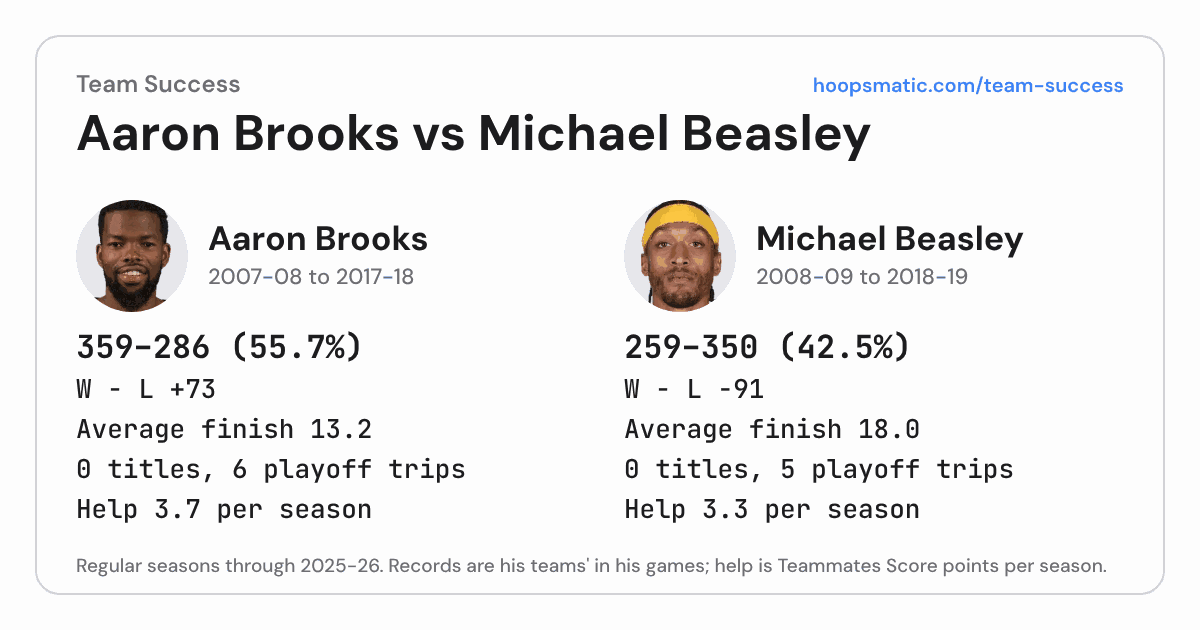 Team Success
hoopsmatic.com/team-success
Aaron Brooks vs Michael Beasley
Aaron Brooks
2007-08 to 2017-18
359-286 (55.7%)
W - L +73
Average finish 13.2
0 titles, 6 playoff trips
Help 3.7 per season
Michael Beasley
2008-09 to 2018-19
259-350 (42.5%)
W - L -91
Average finish 18.0
0 titles, 5 playoff trips
Help 3.3 per season
Regular seasons through 2025-26. Records are his teams' in his games; help is Teammates Score points per season.